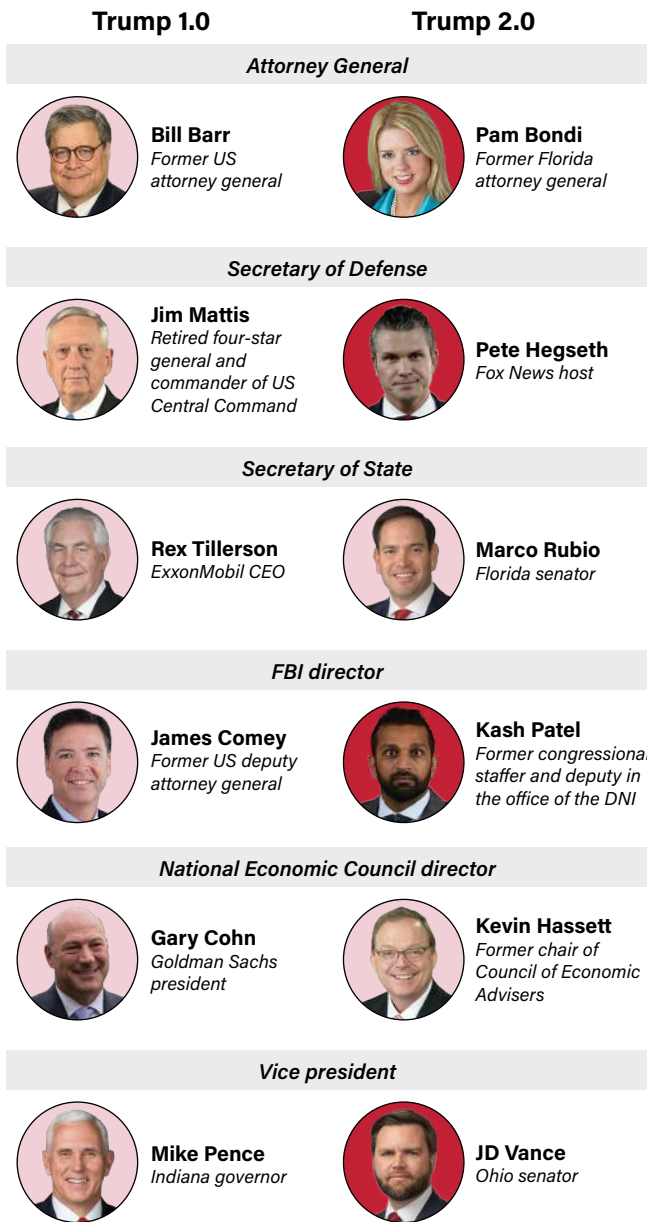 Trump 1.0
Trump 2.0
Attorney General
Bill Barr
Former US
attorney general
Pam Bondi
Former Florida
attorney general
Secretary of Defense
Jim Mattis
Retired four-star
general and
commander of US
Central Command
Pete Hegseth
Fox News host
Secretary of State
Rex Tillerson
ExxonMobil CEO
Marco Rubio
Florida senator
FBI director
James Comey
Former US deputy
attorney general
Kash Patel
Former congressional
staffer and deputy in
the office of the DNI
National Economic Council director
Gary Cohn
Goldman Sachs
president
Kevin Hassett
Former chair of
Council of Economic
Advisers
Vice president
Mike Pence
Indiana governor
JD Vance
Ohio senator